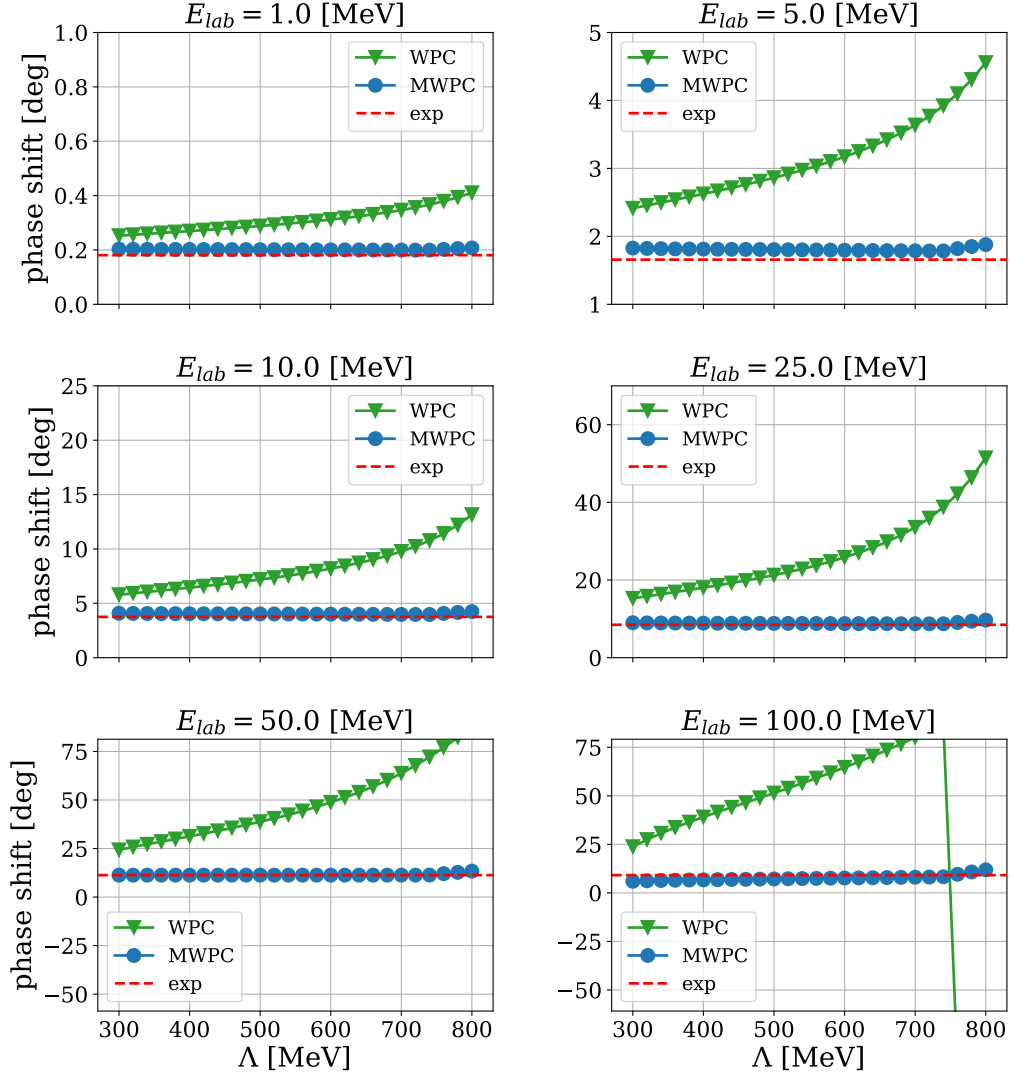 E_lab = 1.0 [MeV]
E_lab = 5.0 [MeV]
phase shift [deg]
1.0
0.8
0.6
0.4
0.2
0.0
WPC
MWPC
exp
5
4
3
2
1
WPC
MWPC
exp
E_lab = 10.0 [MeV]
E_lab = 25.0 [MeV]
phase shift [deg]
25
20
15
10
5
0
WPC
MWPC
exp
60
40
20
0
WPC
MWPC
exp
E_lab = 50.0 [MeV]
E_lab = 100.0 [MeV]
phase shift [deg]
75
50
25
0
−25
−50
WPC
MWPC
exp
300 400 500 600 700 800
Λ [MeV]
75
50
25
0
−25
−50
WPC
MWPC
exp
300 400 500 600 700 800
Λ [MeV]